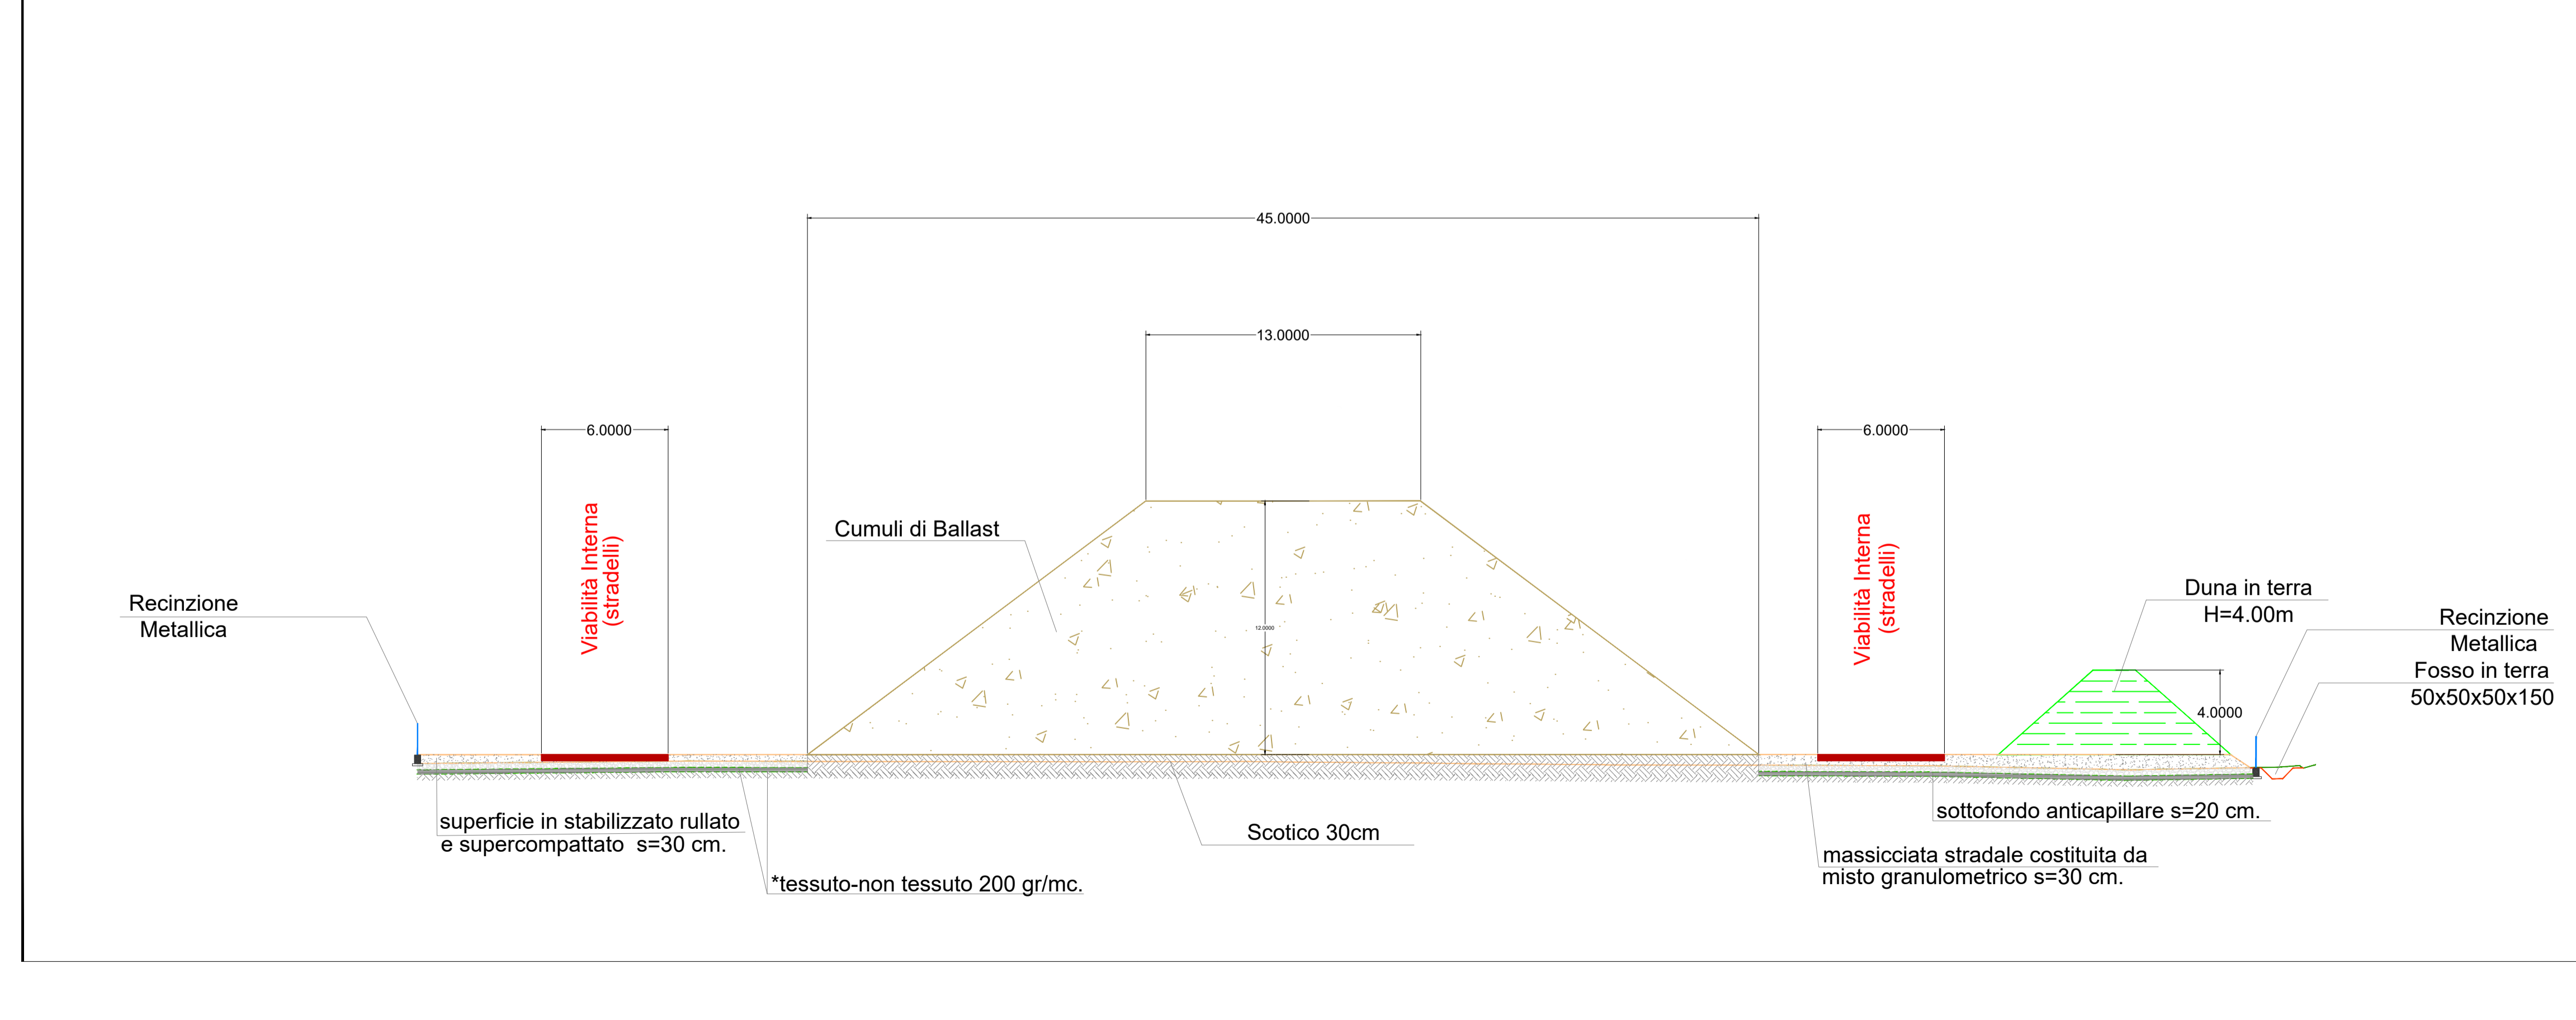 45.0000
13.0000
6.0000
6.0000
Viabilità Interna
(stradelli)
Cumuli di Ballast
12.0000
Viabilità Interna
(stradelli)
Recinzione
Metallica
Duna in terra
H=4.00m
Recinzione
Metallica
Fosso in terra
50x50x50x150
4.0000
superficie in stabilizzato rullato
e supercompattato  s=30 cm.
Scotico 30cm
sottofondo anticapillare s=20 cm.
massicciata stradale costituita da
misto granulometrico s=30 cm.
*tessuto-non tessuto 200 gr/mc.